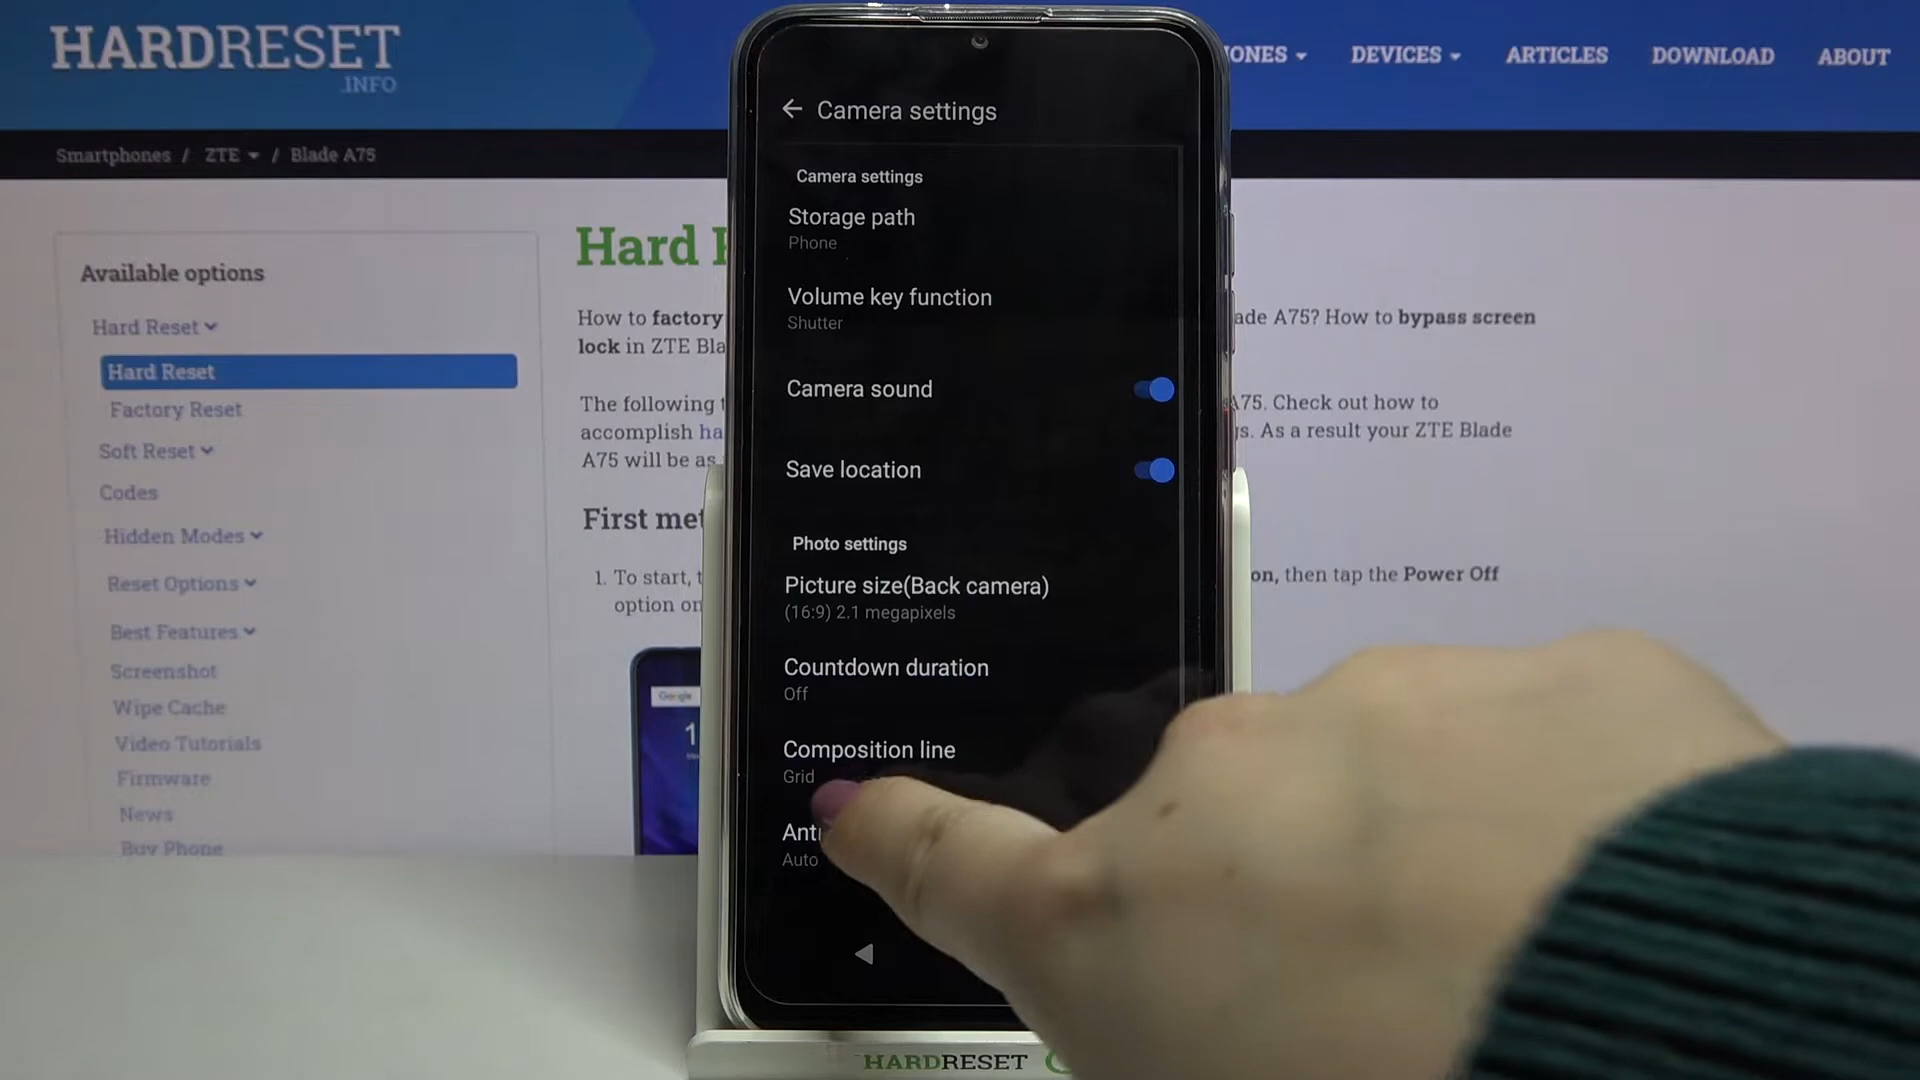 HARDRESET
.INFO
ONES
DEVICES
ARTICLES
DOWNLOAD
ABOUT
Smartphones / ZTE / Blade A75
Available options
Hard Reset
Hard Reset
Factory Reset
Soft Reset
Codes
Hidden Modes
Reset Options
Best Features
Screenshot
Wipe Cache
Video Tutorials
Firmware
News
Buy Phone
Hard
How to factory
ade A75? How to bypass screen
lock in ZTE Bla
The following
A75. Check out how to
accomplish ha
s. As a result your ZTE Blade
A75 will be as
First met
1. To start, t
on, then tap the Power Off
option on
Google
Camera settings
Camera settings
Storage path
Phone
Volume key function
Shutter
Camera sound
Save location
Photo settings
Picture size(Back camera)
(16:9) 2.1 megapixels
Countdown duration
Off
Composition line
Grid
Anti
Auto
HARDRESET